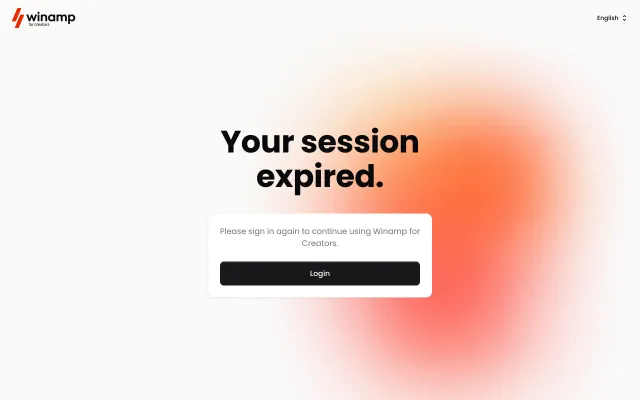 winamp
for creators
English
Your session
expired.
Please sign in again to continue using Winamp for
Creators.
Login